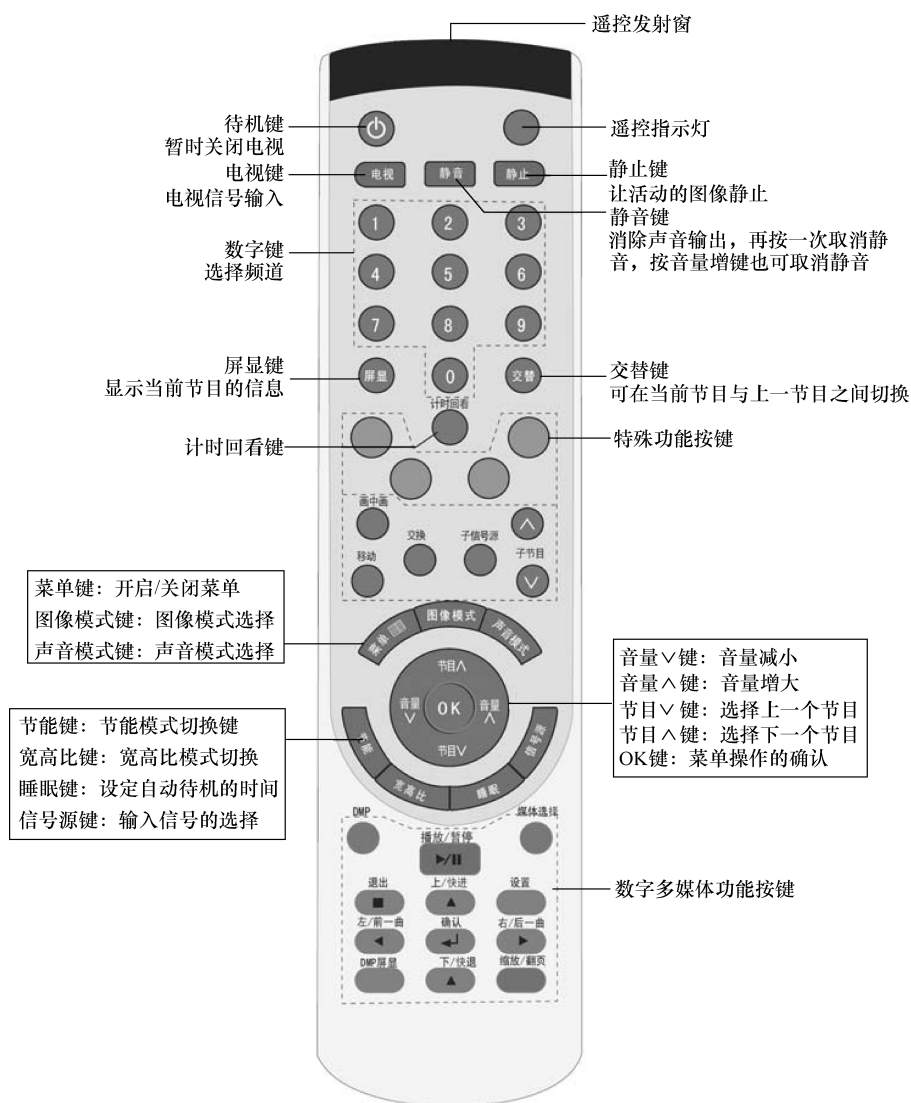 遥控发射窗
待机键
暂时关闭电视
遥控指示灯
电视键
电视信号输入
电视
静音
静止
静止键
让活动的图像静止
静音键
消除声音输出，再按一次取消静
音，按音量增键也可取消静音
数字键
选择频道
1
2
3
4
5
6
7
8
9
屏显键
显示当前节目的信息
屏显
0
交替
交替键
可在当前节目与上一节目之间切换
计时回看
计时回看键
特殊功能按键
画中画
交换
子信号源
移动
子节目
∧
∨
菜单键：开启/关闭菜单
图像模式键：图像模式选择
声音模式键：声音模式选择
菜单
图像模式
声音模式
节目∧
音量
∨
OK
音量
∧
节目∨
音量∨键：音量减小
音量∧键：音量增大
节目∨键：选择上一个节目
节目∧键：选择下一个节目
OK键：菜单操作的确认
节能键：节能模式切换键
宽高比键：宽高比模式切换
睡眠键：设定自动待机的时间
信号源键：输入信号的选择
节能
宽高比
睡眠
信号源
DMP
媒体选择
播放/暂停
退出
上/快进
设置
数字多媒体功能按键
左/前一曲
确认
右/后一曲
DMP屏显
下/快退
缩放/翻页